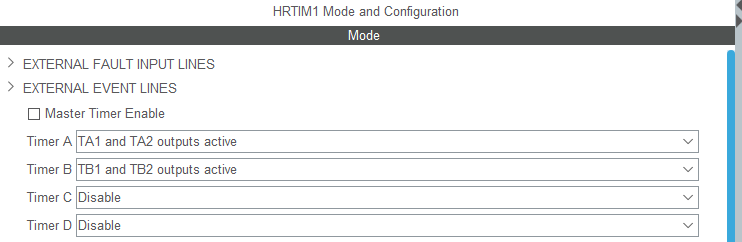 HRTIM1 Mode and Configuration
Mode
EXTERNAL FAULT INPUT LINES
EXTERNAL EVENT LINES
Master Timer Enable
Timer A TA1 and TA2 outputs active
Timer B TB1 and TB2 outputs active
Timer C Disable
Timer D Disable